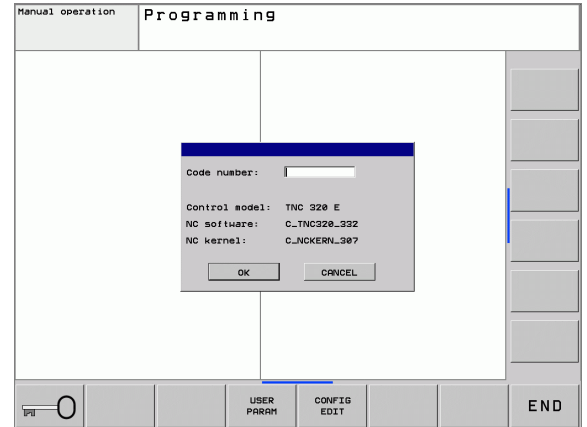 Manual operation
Programming
Code number:
Control model: TNC 320 E
NC software: C_TNC320_332
NC kernel: C_NCKERN_307
OK CANCEL
USER PARAM
CONFIG EDIT
END